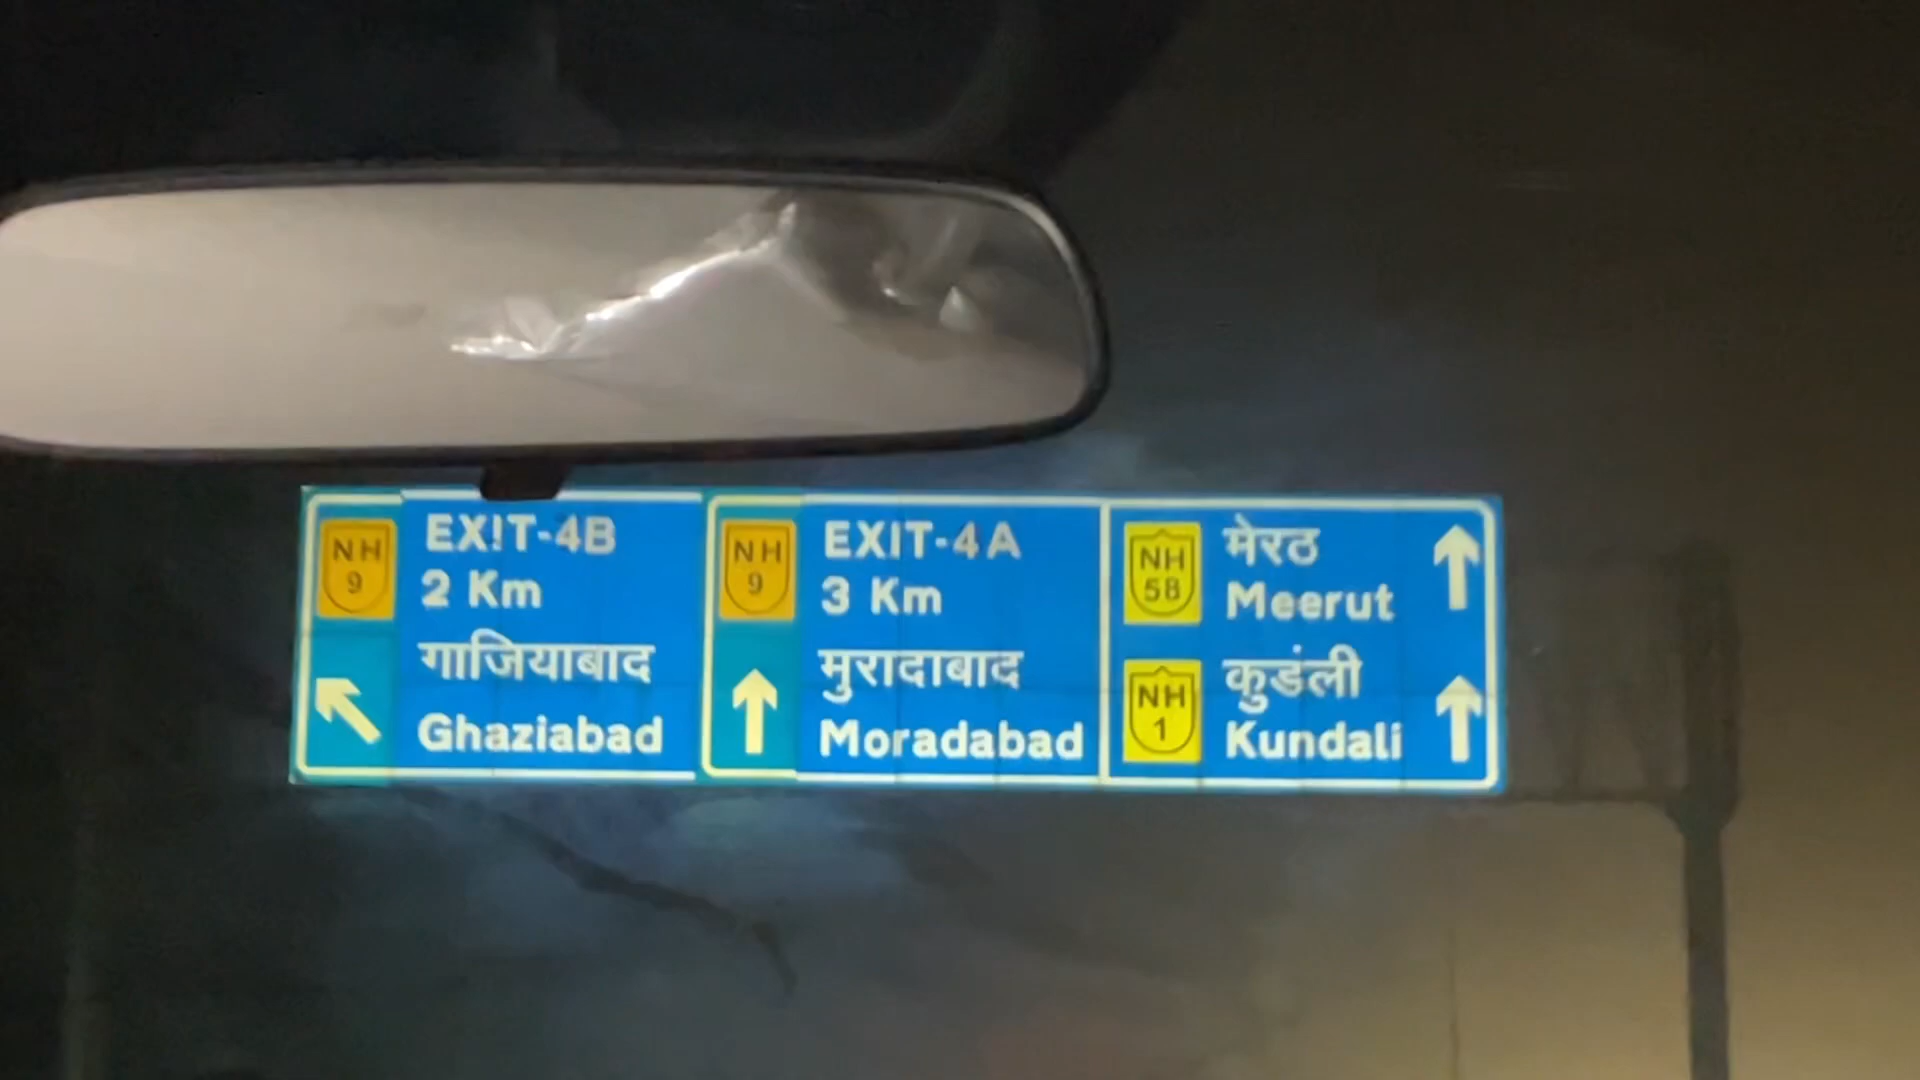 NH
9
EXIT-4B
2 Km
गाजियाबाद
Ghaziabad
NH
9
EXIT-4A
3 Km
मुरादाबाद
Moradabad
NH
58
मेरठ
Meerut
NH
1
कुडंली
Kundali